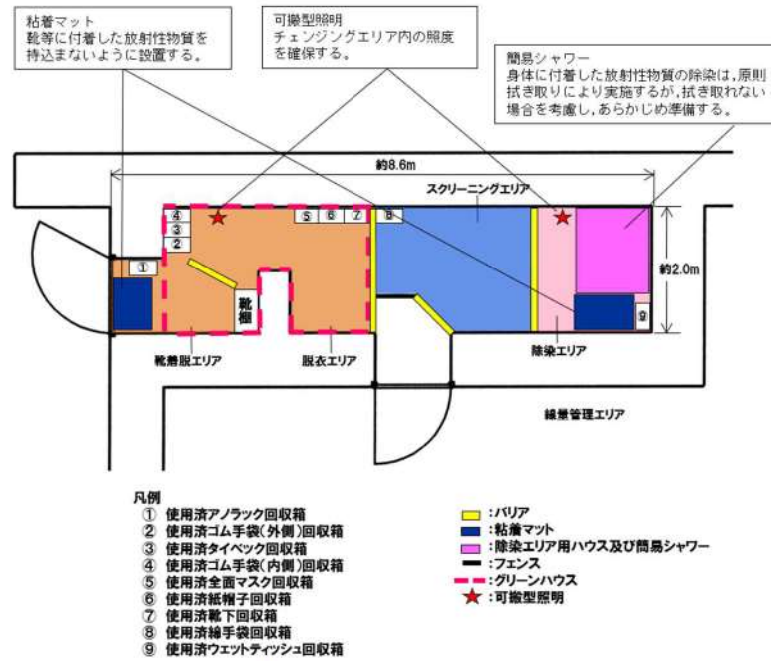 粘着マット
靴等に付着した放射性物質を
持込まないように設置する。
可搬型照明
チェンジングエリア内の照度
を確保する。
簡易シャワー
身体に付着した放射性物質の除染は,原則
拭き取りにより実施するが,拭き取れない
場合を考慮し,あらかじめ準備する。
約8.6m
スクリーニングエリア
④
③
②
①
⑤ ⑥ ⑦ ⑧
約2.0m
靴棚
⑨
靴着脱エリア
脱衣エリア
除染エリア
線量管理エリア
凡例
① 使用済アノラック回収箱
② 使用済ゴム手袋(外側)回収箱
③ 使用済タイベック回収箱
④ 使用済ゴム手袋(内側)回収箱
⑤ 使用済全面マスク回収箱
⑥ 使用済紙帽子回収箱
⑦ 使用済靴下回収箱
⑧ 使用済綿手袋回収箱
⑨ 使用済ウェットティッシュ回収箱
:バリア
:粘着マット
:除染エリア用ハウス及び簡易シャワー
:フェンス
:グリーンハウス
:可搬型照明